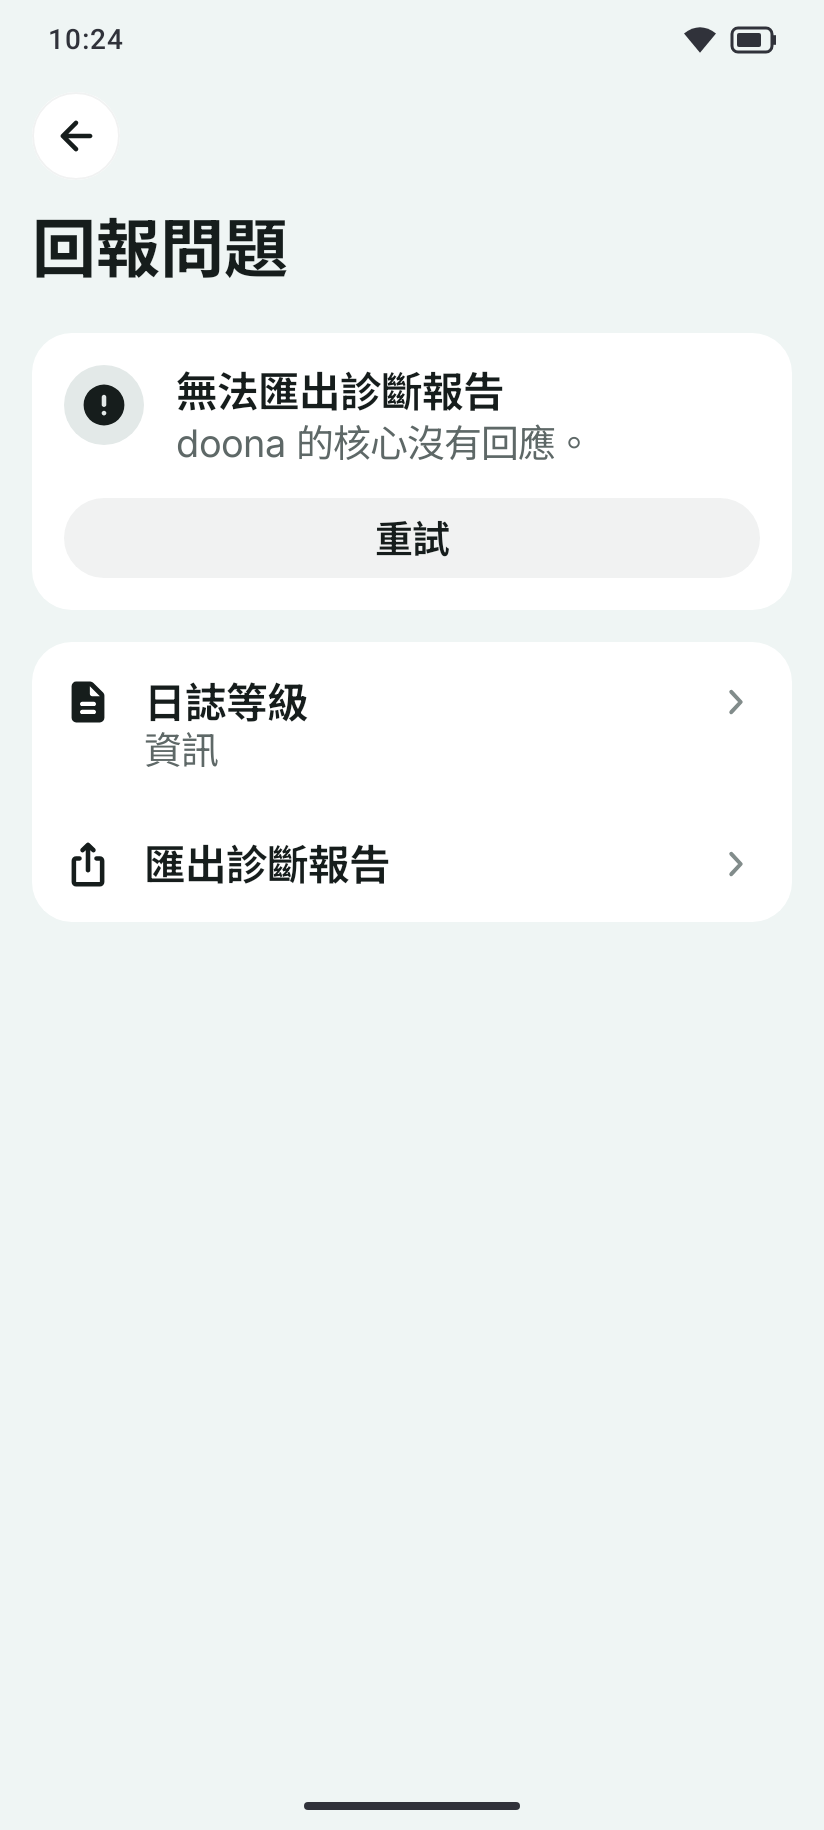 10:24
回報問題
無法匯出診斷報告
doona 的核心沒有回應。
重試
日誌等級
資訊
匯出診斷報告